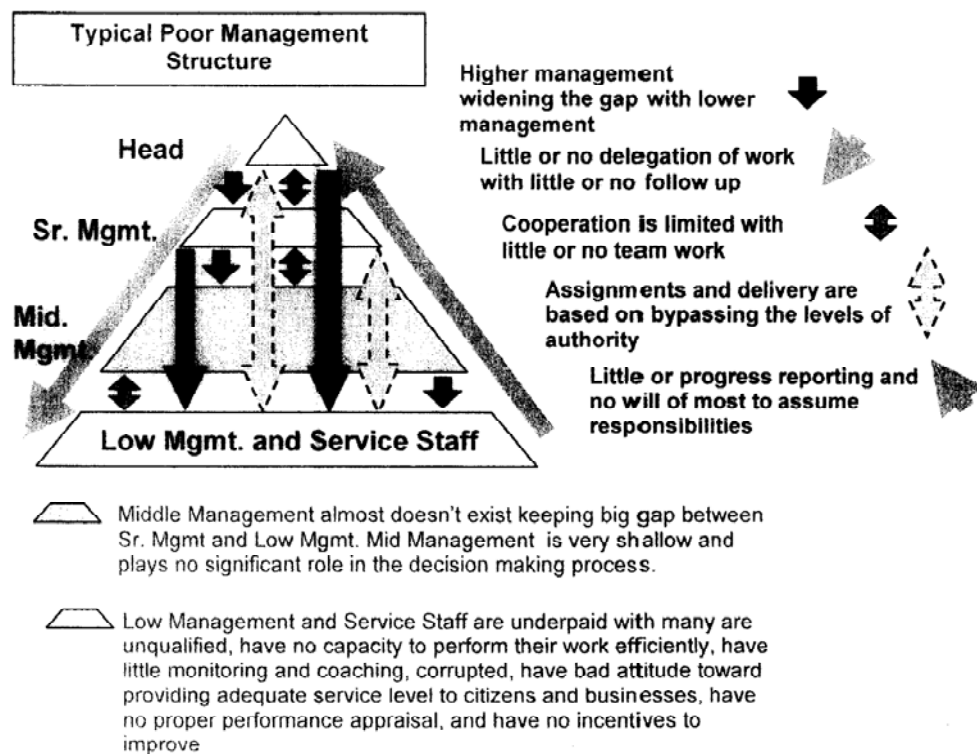 Typical Poor Management
Structure
Higher management
widening the gap with lower
management
Little or no delegation of work
with little or no follow up
Cooperation is limited with
little or no team work
Assignments and delivery are
based on bypassing the levels of
authority
Little or progress reporting and
no will of most to assume
responsibilities
Head
Sr. Mgmt.
Mid.
Mgmt.
Low Mgmt. and Service Staff
Middle Management almost doesn't exist keeping big gap between
Sr. Mgmt and Low Mgmt. Mid Management is very shallow and
plays no significant role in the decision making process.
Low Management and Service Staff are underpaid with many are
unqualified, have no capacity to perform their work efficiently, have
little monitoring and coaching, corrupted, have bad attitude toward
providing adequate service level to citizens and businesses, have
no proper performance appraisal, and have no incentives to
improve